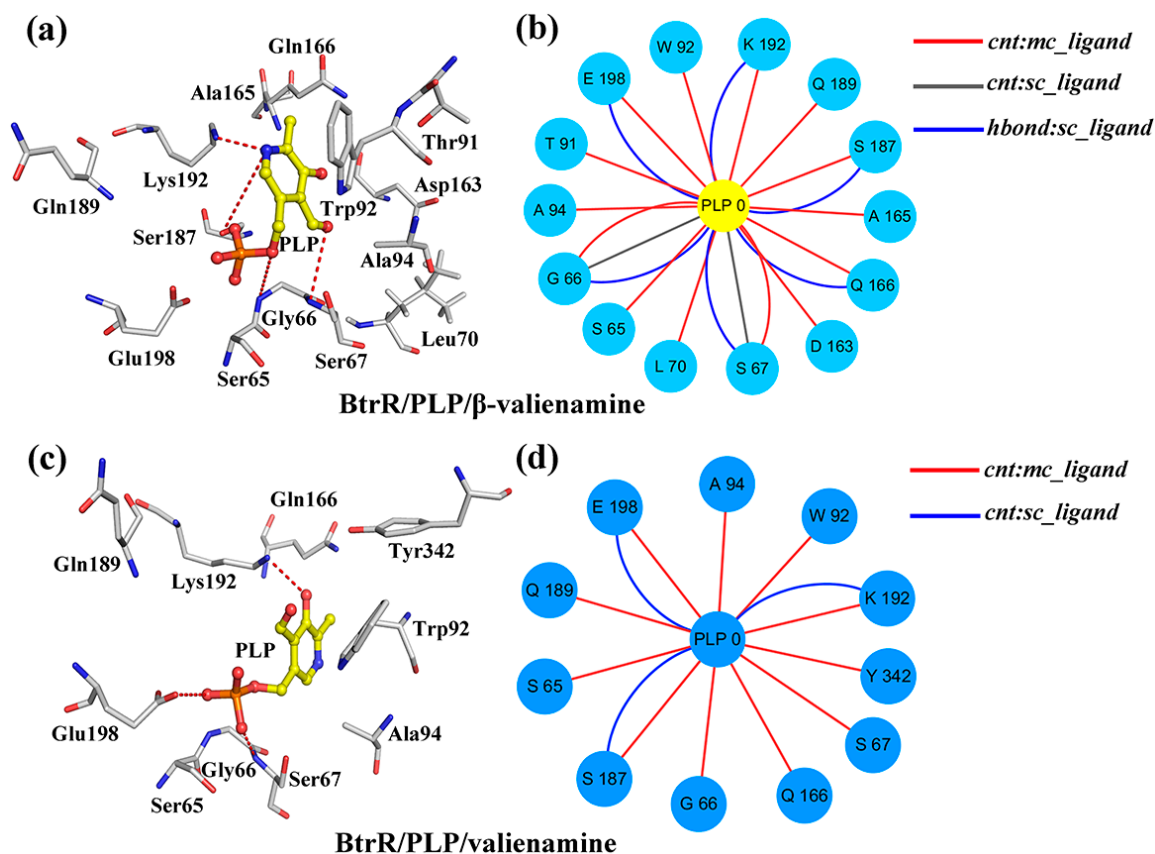 (a)
Gln166
Ala165
Thr91
Lys192
Asp163
Gln189
Trp92
Ser187
PLP
Ala94
Gly66
Leu70
Glu198
Ser67
Ser65
BtrR/PLP/β-valienamine
(b)
W 92
K 192
E 198
Q 189
T 91
S 187
PLP 0
A 94
A 165
G 66
Q 166
S 65
D 163
L 70
S 67
cnt:mc_ligand
cnt:sc_ligand
hbond:sc_ligand
(c)
Gln166
Tyr342
Gln189
Lys192
Trp92
PLP
Glu198
Ala94
Gly66
Ser67
Ser65
BtrR/PLP/valienamine
(d)
A 94
E 198
W 92
Q 189
K 192
PLP 0
S 65
Y 342
S 67
S 187
Q 166
G 66
cnt:mc_ligand
cnt:sc_ligand